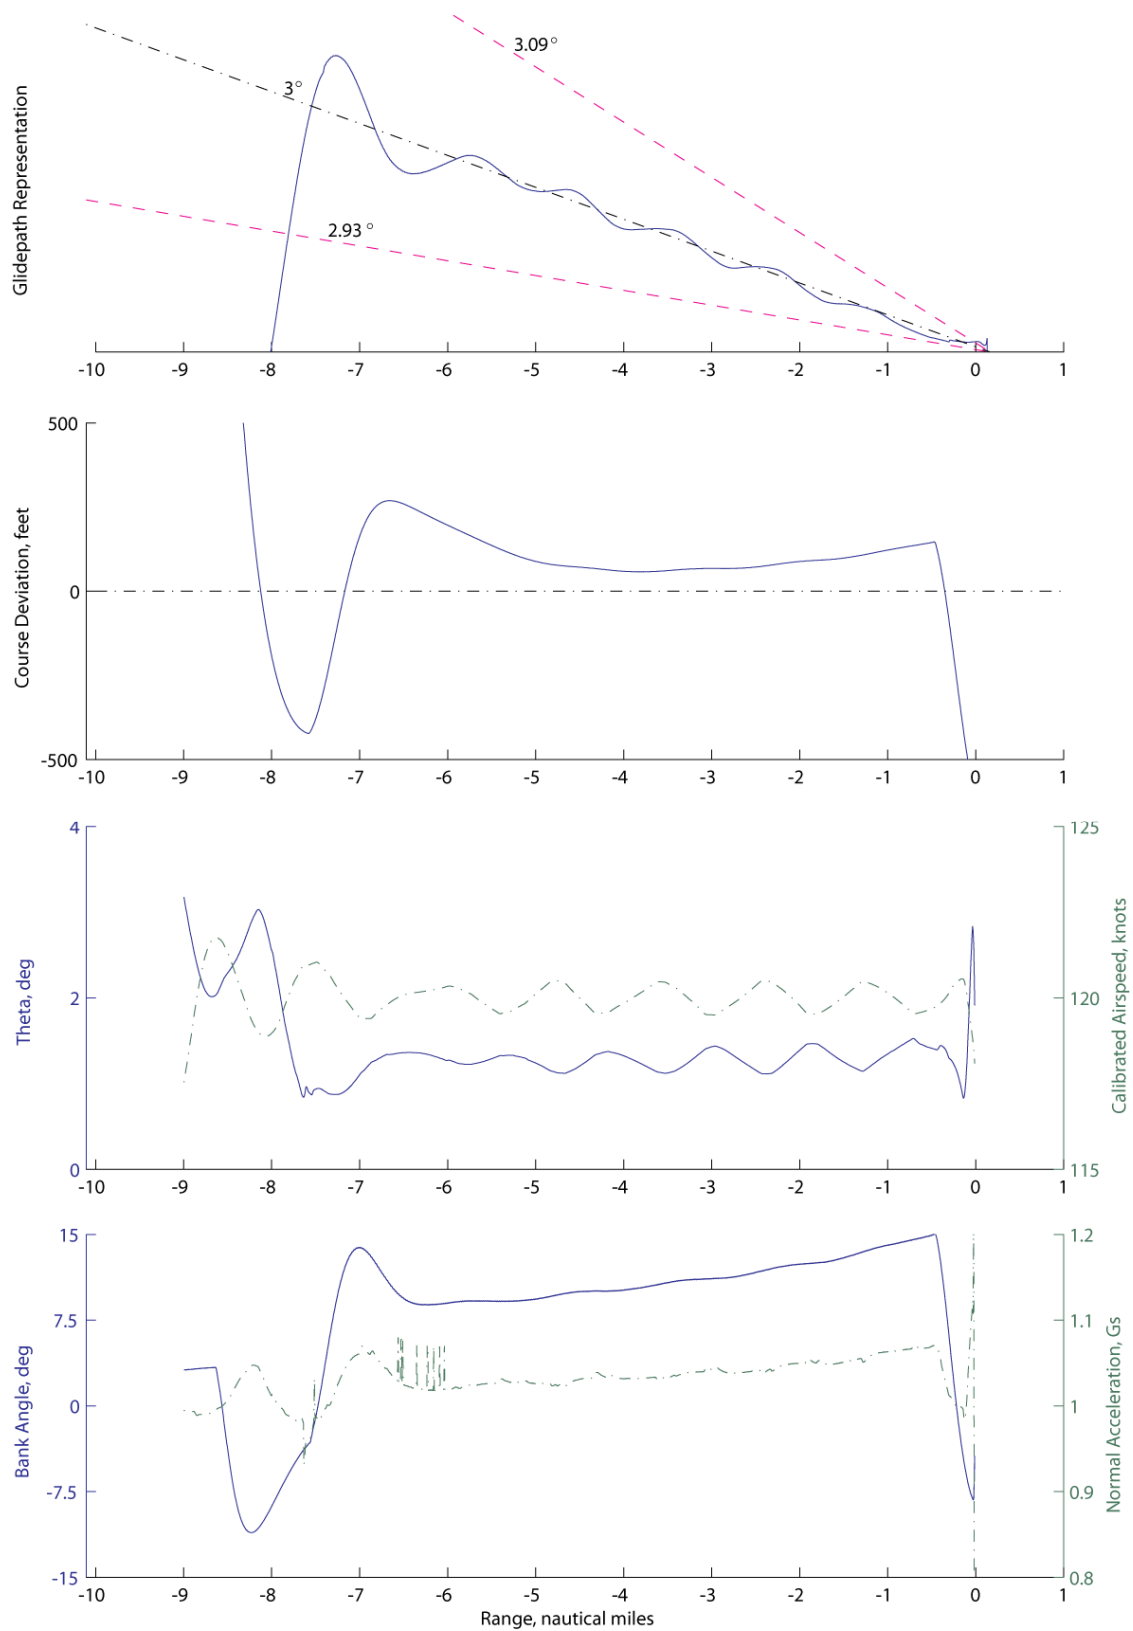 Glidepath Representation
3.09°
3°
2.93 °
-10 -9 -8 -7 -6 -5 -4 -3 -2 -1 0 1
Course Deviation, feet
500
0
-500
-10 -9 -8 -7 -6 -5 -4 -3 -2 -1 0 1
Theta, deg
4
2
0
125
120
115
Calibrated Airspeed, knots
-10 -9 -8 -7 -6 -5 -4 -3 -2 -1 0 1
Bank Angle, deg
15
7.5
0
-7.5
-15
1.2
1.1
1
0.9
0.8
Normal Acceleration, Gs
-10 -9 -8 -7 -6 -5 -4 -3 -2 -1 0 1
Range, nautical miles